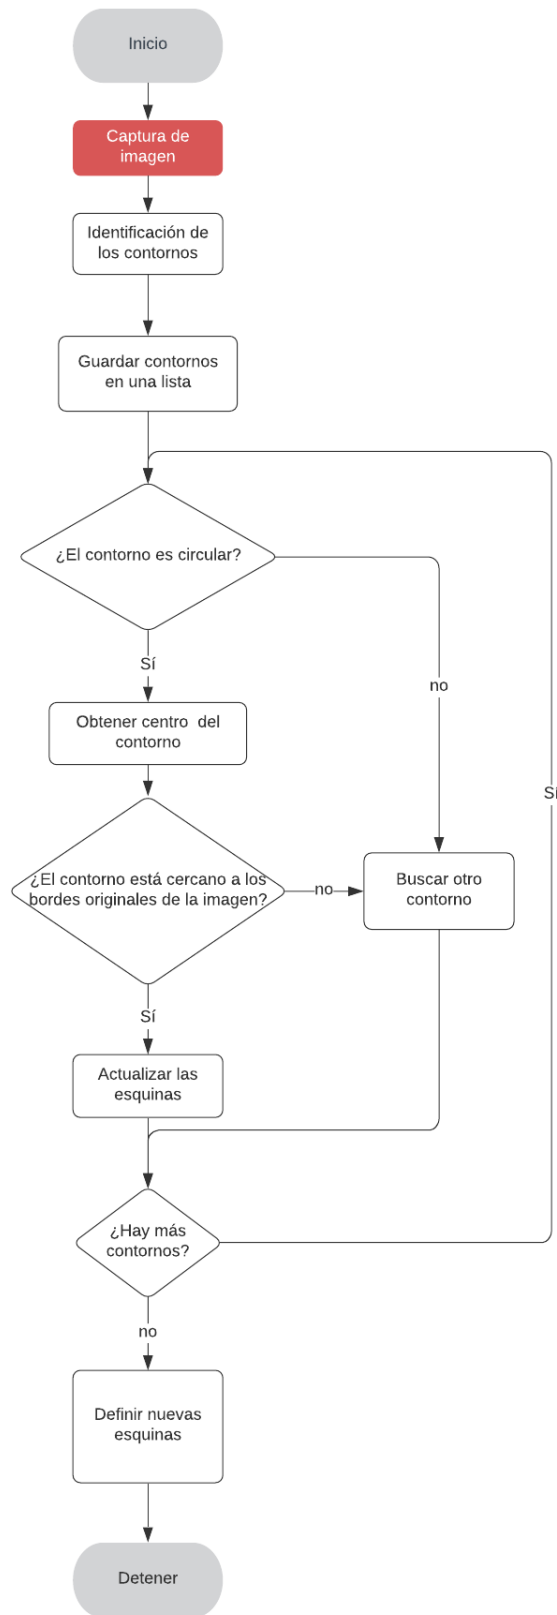 Inicio
Captura de
imagen
Identificación de
los contornos
Guardar contornos
en una lista
¿El contorno es circular?
Sí
no
Obtener centro del
contorno
Sí
¿El contorno está cercano a los
bordes originales de la imagen?
no
Buscar otro
contorno
Sí
Actualizar las
esquinas
¿Hay más
contornos?
no
Definir nuevas
esquinas
Detener